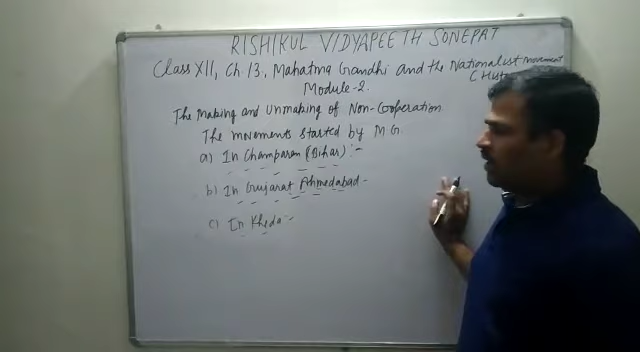 RISHIKUL VIDYAPEETH SONEPAT
Class XII, Ch. 13, Mahatma Gandhi and the Nationalist Movement
(Hist
Module-2.
The Making and Unmaking of Non-Cooperation
The movements started by M.G.
a) In Champaran (Bihar):-
b) In Gujarat Ahmedabad-
c) In Kheda:-